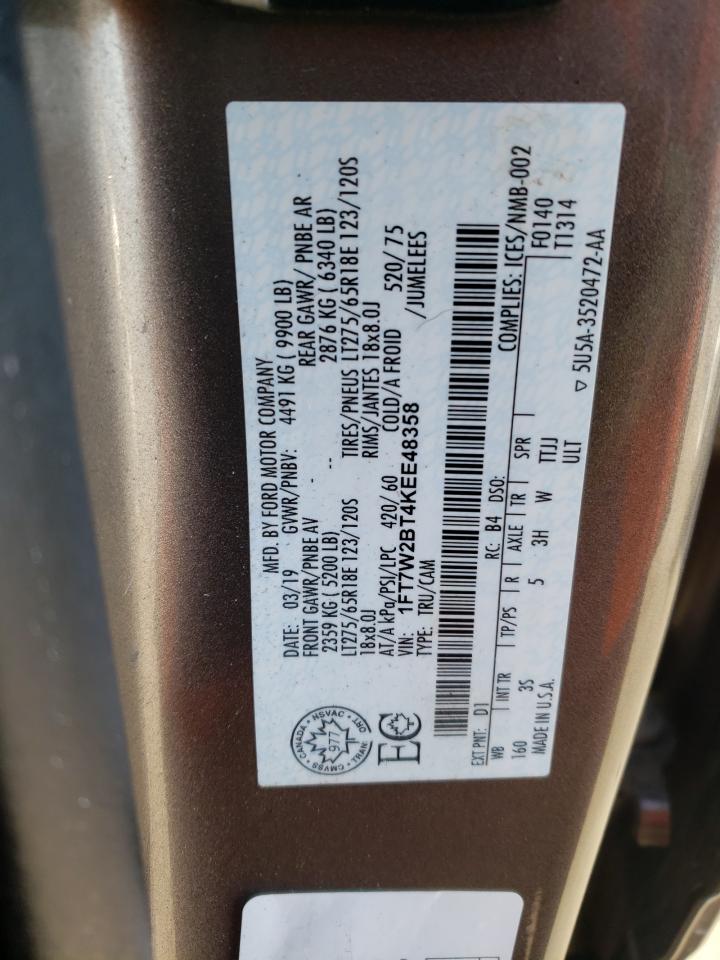 MFD. BY FORD MOTOR COMPANY
DATE: 03/19 GVWR/PNBV: 4491 KG ( 9900 LB)
FRONT GAWR/PNBE AV REAR GAWR/ PNBE AR
2359 KG ( 5200 LB) 2876 KG ( 6340 LB)
LT275/65R18E 123/120S TIRES/PNEUS LT275/65R18E 123/120S
18x8.0J RIMS/JANTES 18x8.0J
AT/A kPa/PSI/LPC 420/60 COLD/A FROID 520/75
VIN: 1FT7W2BT4KEE48358 /JUMELEES
TYPE: TRU/CAM
CANADA • NSVAC • TRAN ORT • CMVSS •
977
EC
COMPLIES: ICES/NMB-002
EXT PNT: D1 RC: B4 DSO: F0140
WB INT TR TP/PS R AXLE TR SPR T1314
160 3S 5 3H W TTJJ
MADE IN U.S.A. ULT
▽ 5U5A-3520472-AA